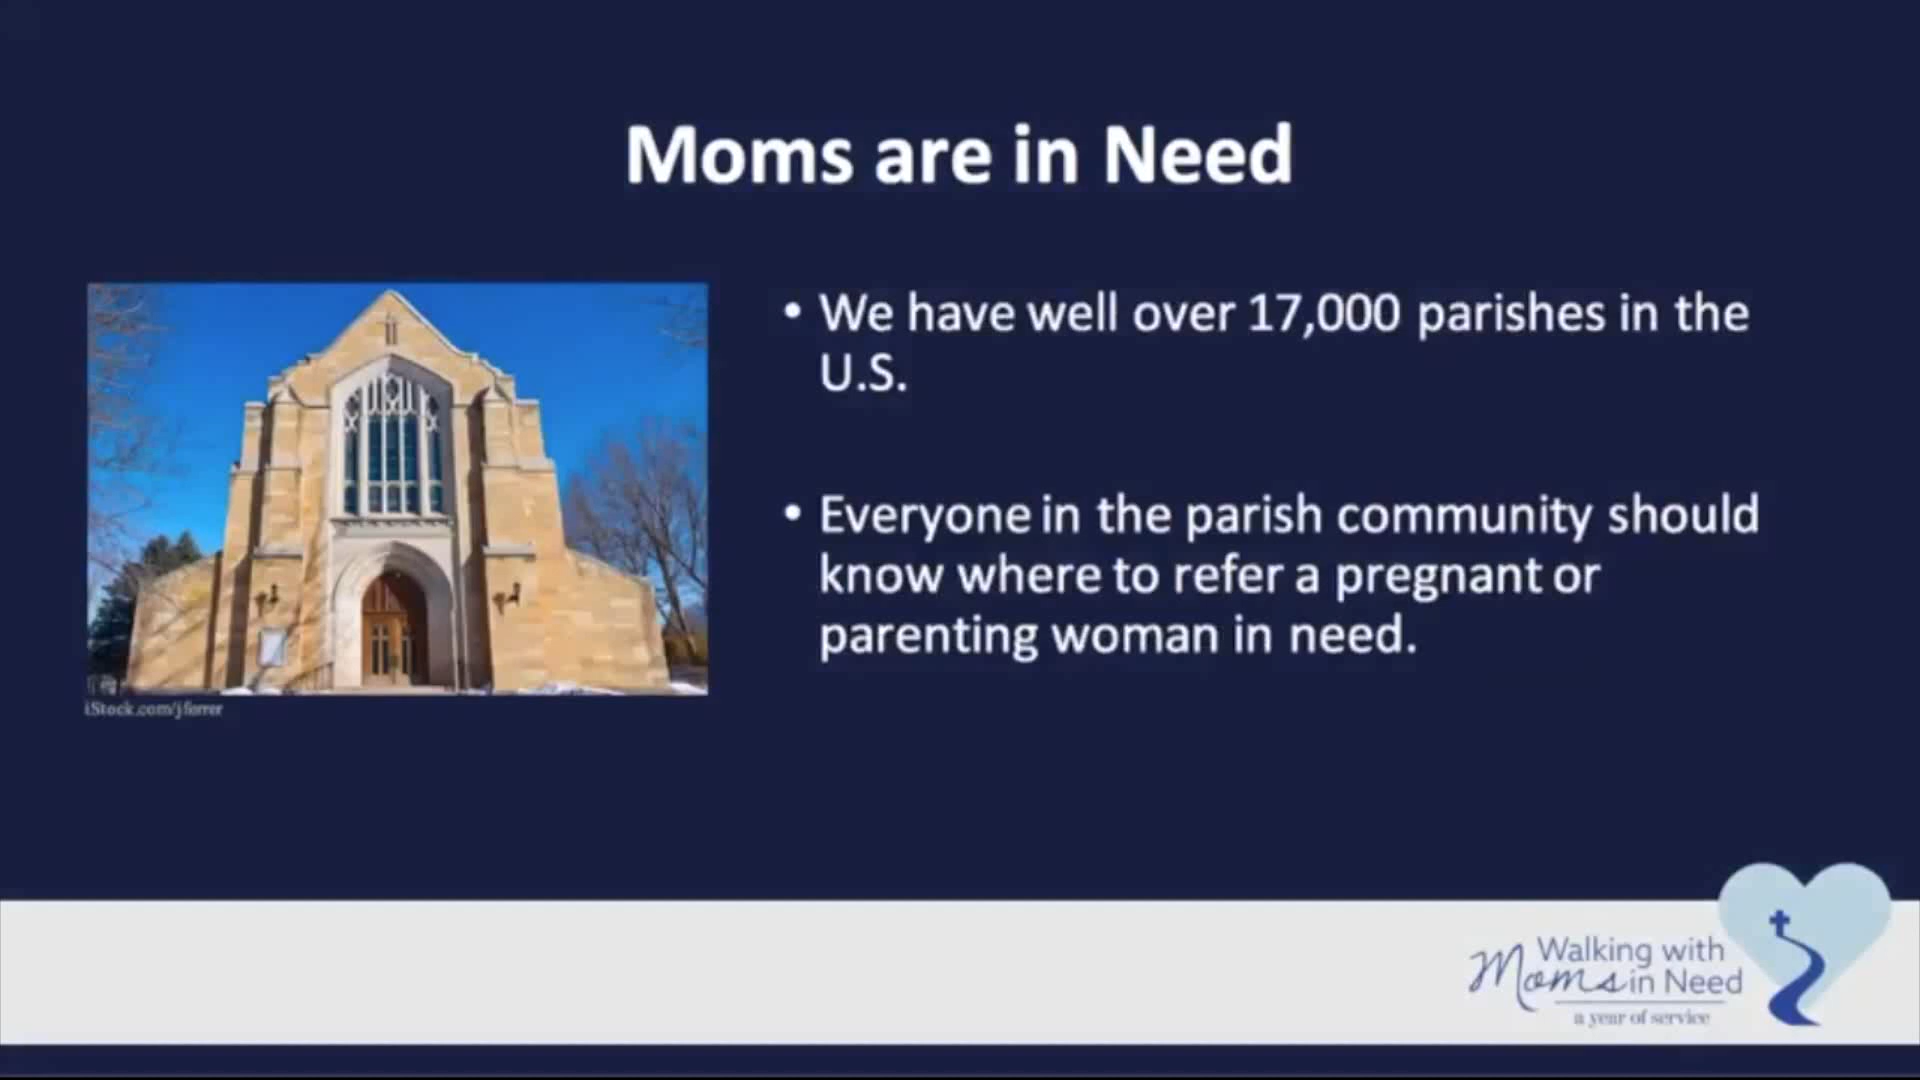 Moms are in Need
• We have well over 17,000 parishes in the
U.S.
• Everyone in the parish community should
know where to refer a pregnant or
parenting woman in need.
iStock.com/jferrer
Walking with
Moms in Need
a year of service